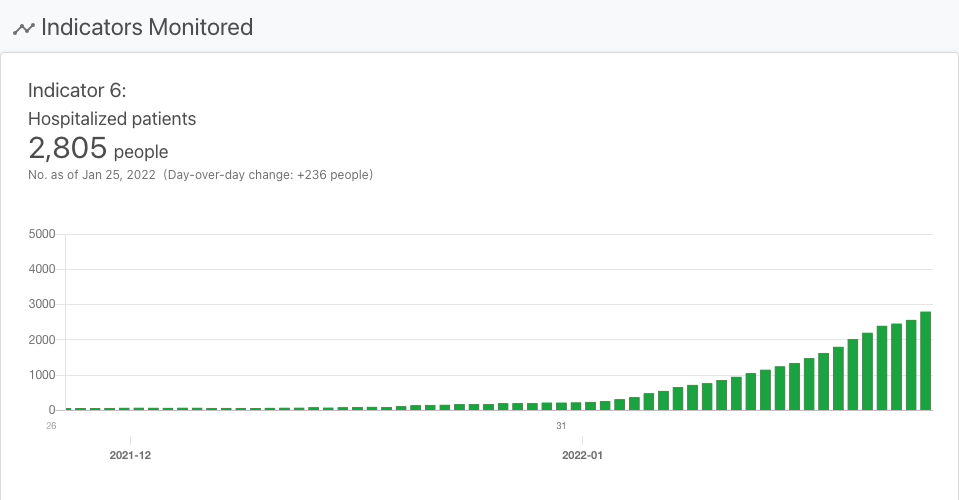 Indicators Monitored
Indicator 6:
Hospitalized patients
2,805 people
No. as of Jan 25, 2022 (Day-over-day change: +236 people)
5000
4000
3000
2000
1000
0
26 31
2021-12 2022-01